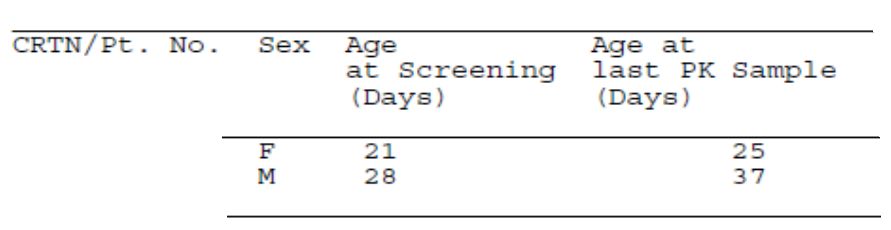 CRTN/Pt. No. Sex Age Age at
at Screening last PK Sample
(Days) (Days)
F 21 25
M 28 37